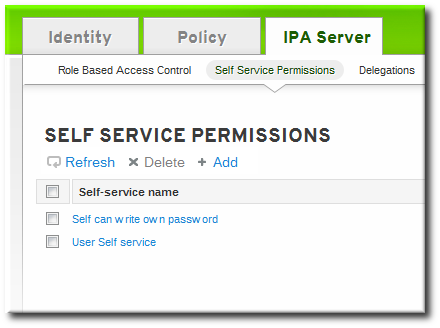 Identity Policy IPA Server
Role Based Access Control Self Service Permissions Delegations
SELF SERVICE PERMISSIONS
Refresh Delete Add
Self-service name
Self can write own password
User Self service